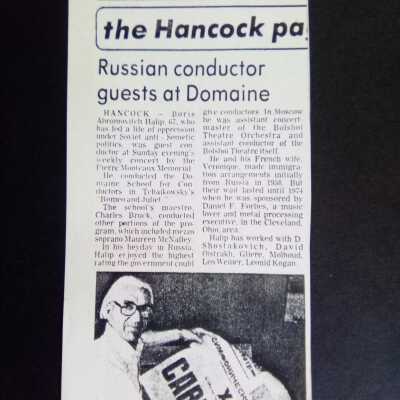 the Hancock pa
Russian conductor
guests at Domaine
HANCOCK — Boris
Abromovitch Halip, 67, who
has led a life of oppression
under Soviet anti-Semetic
politics, was guest con-
ductor at Sunday evening's
weekly concert by the
Pierre Monteaux Memorial.
He conducted the Do-
maine School for Con-
ductors in Tchaikovsky's
"Romeo and Juliet."
The school's maestro,
Charles Bruck, conducted
other portions of the pro-
gram, which included mezzo
soprano Maureen McNalley.
In his heyday in Russia,
Halip enjoyed the highest
rating the government could
give conductors. In Moscow
he was assistant concert-
master of the Bolshoi
Theatre Orchestra and
assistant conductor of the
Bolshoi Theatre itself.
He and his French wife,
Veronique, made immigra-
tion arrangements initially
from Russia in 1958. But
their wait lasted until 1974
when he was sponsored by
Daniel F. Forbes, a music
lover and metal processing
executive, in the Cleveland,
Ohio, area.
Halip has worked with D.
Shostakovich, David
Oistrakh, Gliere, Molhoud,
Leo Weiner, Leonid Kogan,